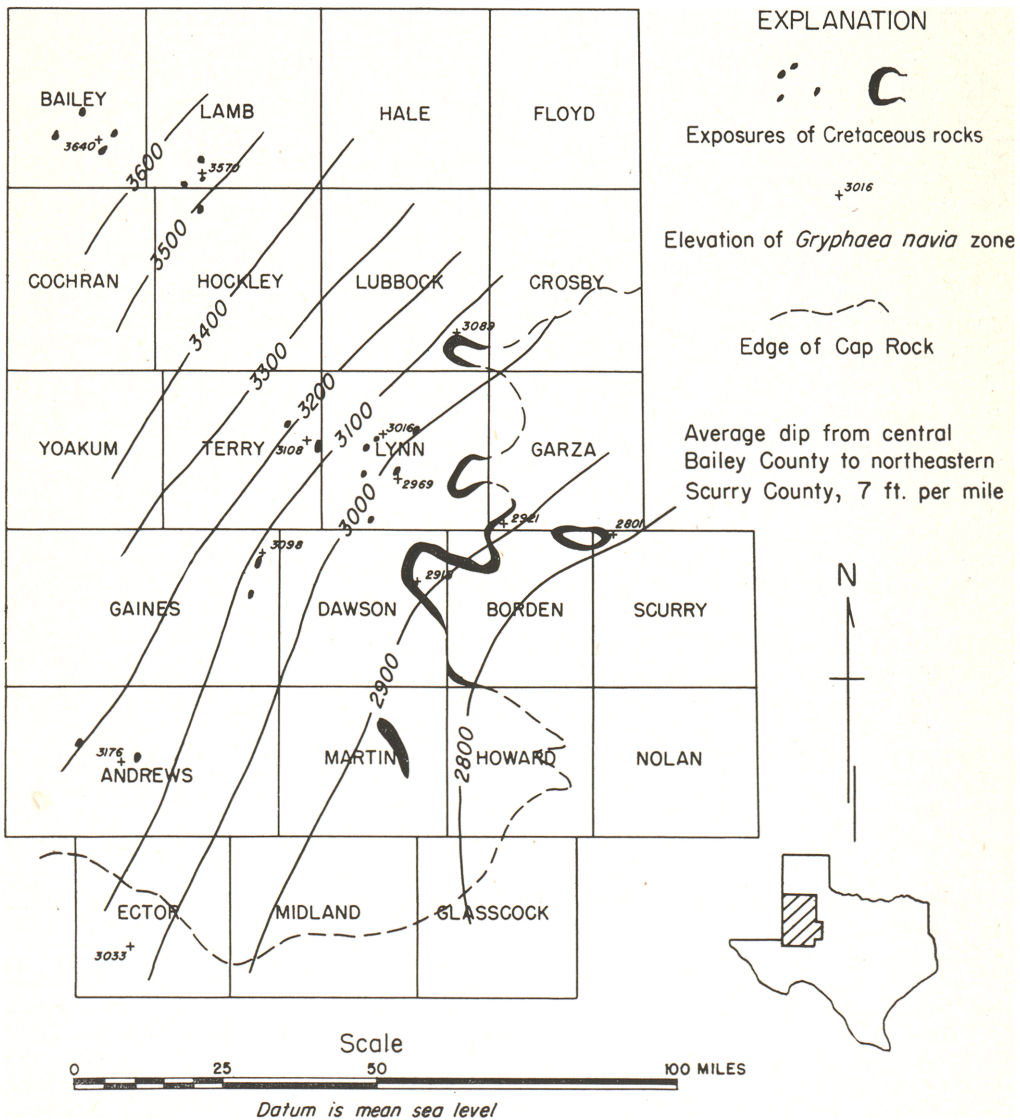 EXPLANATION
Exposures of Cretaceous rocks
+3016
Elevation of Gryphaea navia zone
Edge of Cap Rock
Average dip from central
Bailey County to northeastern
Scurry County, 7 ft. per mile
N
BAILEY
LAMB
HALE
FLOYD
3640+
3600
+3570
3500
COCHRAN
HOCKLEY
LUBBOCK
CROSBY
3400
+3089
3300
3200
3100
YOAKUM
TERRY
3108+
+3016
LYNN
GARZA
+2969
3000
+2921
2801
+3098
GAINES
DAWSON
BORDEN
SCURRY
2900
2800
3176+
ANDREWS
MARTIN
HOWARD
NOLAN
ECTOR
MIDLAND
GLASSCOCK
3033+
Scale
0 25 50 100 MILES
Datum is mean sea level